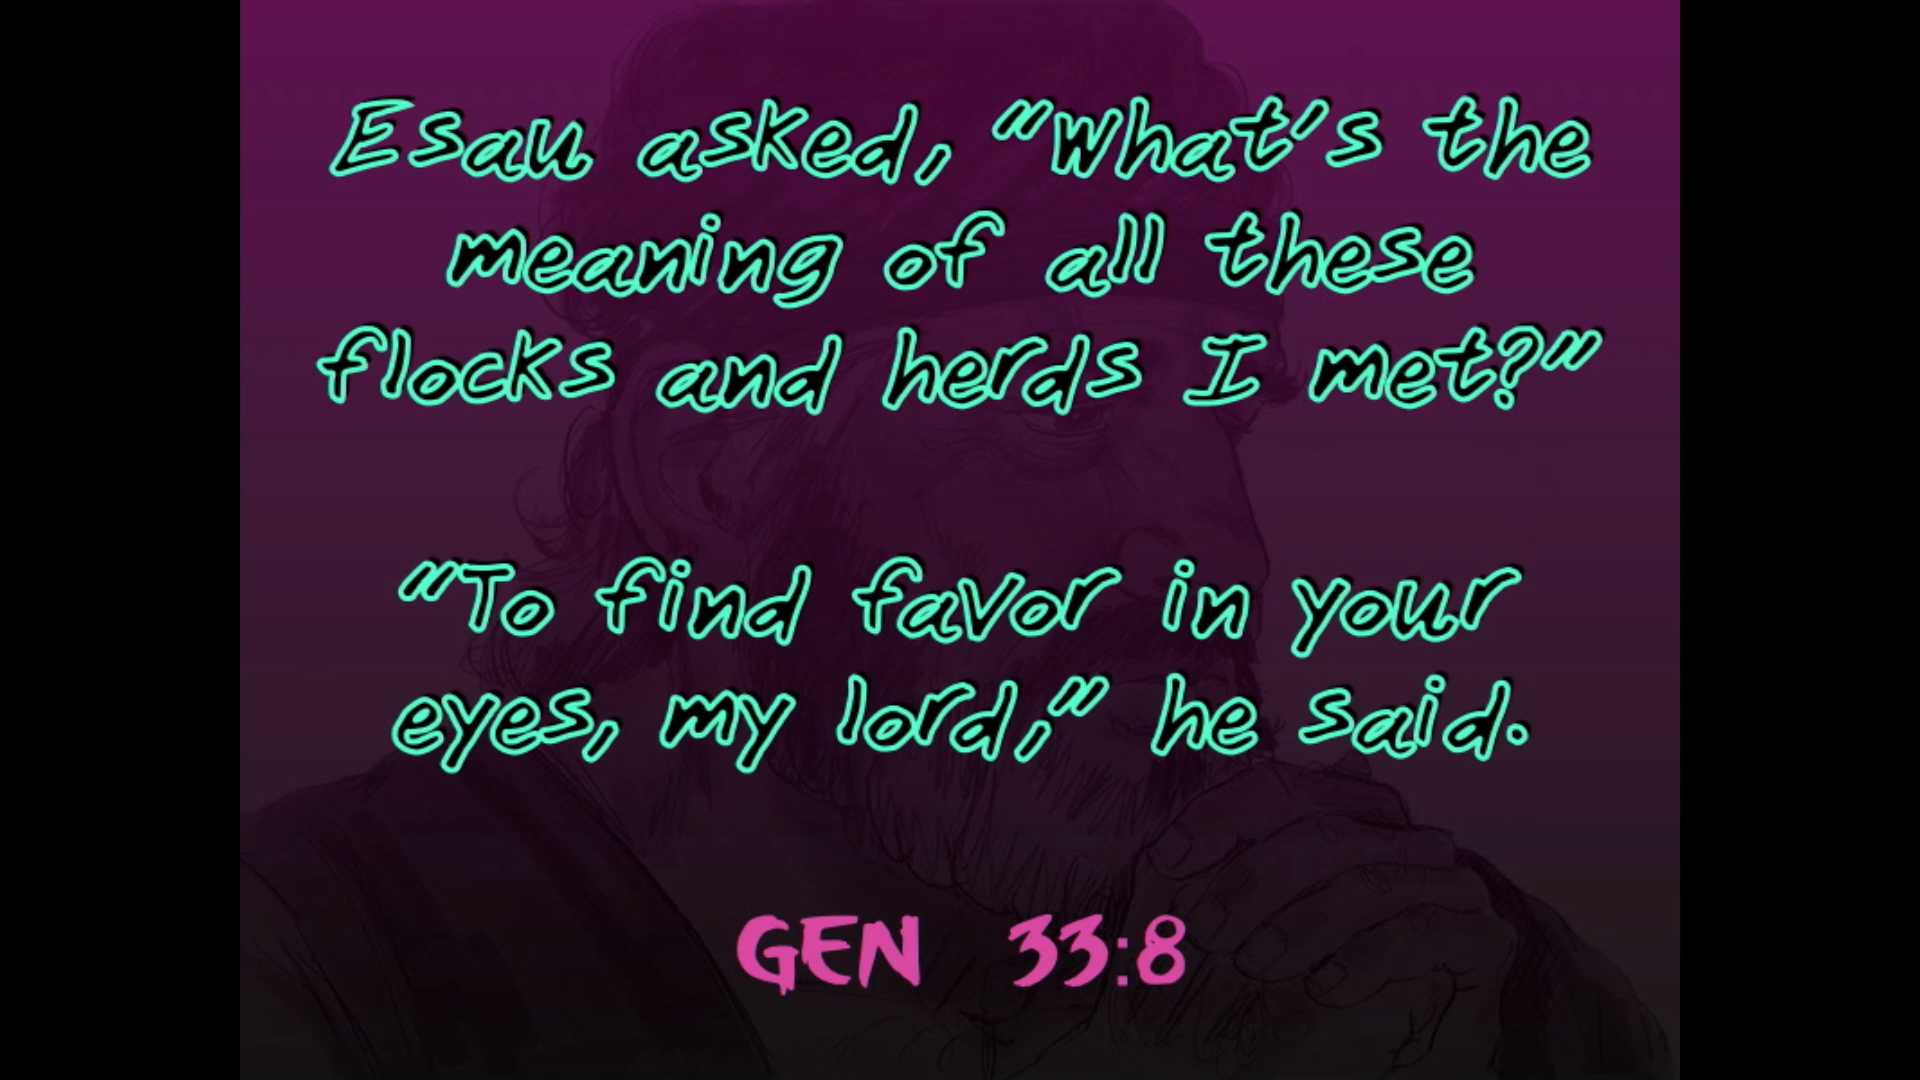 Esau asked, "What's the
meaning of all these
flocks and herds I met?"
"To find favor in your
eyes, my lord," he said.
GEN 33:8